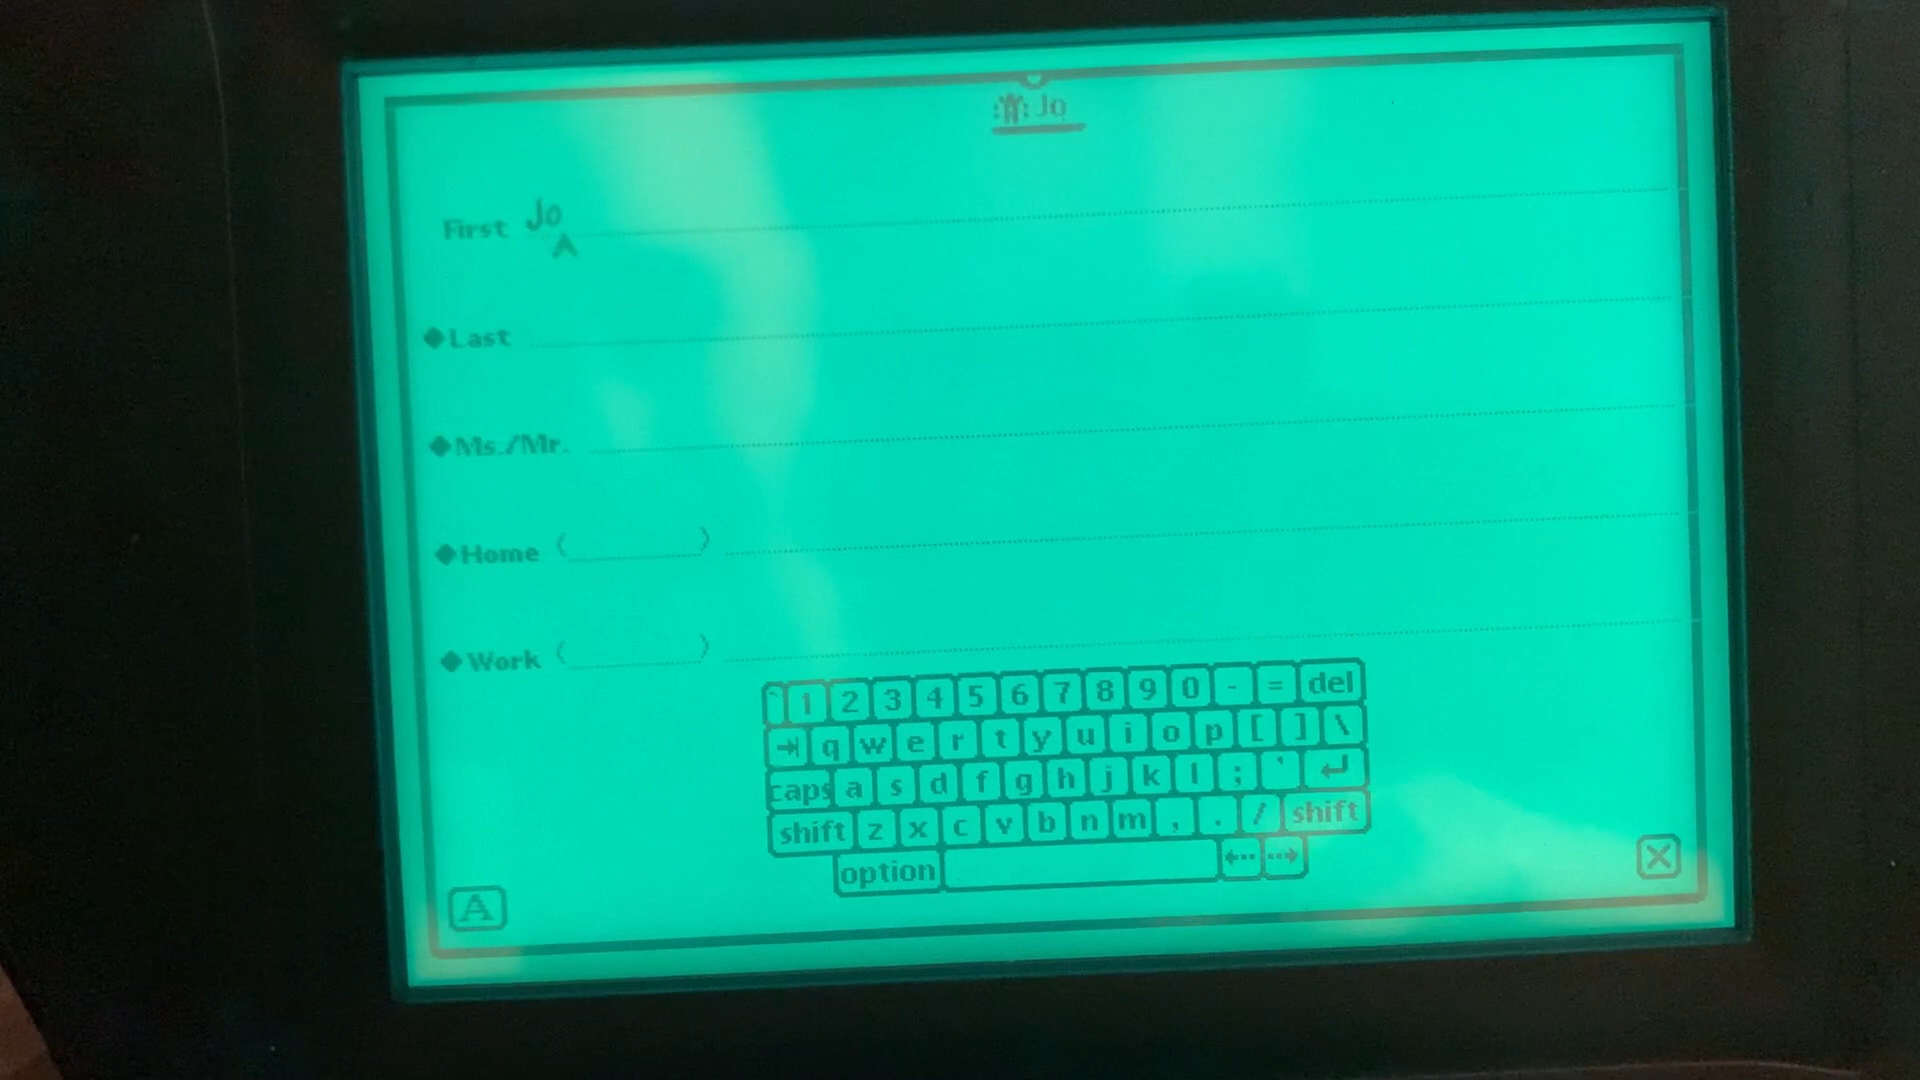 Jo
First Jo
Last
Ms./Mr.
Home ( )
Work ( )
` 1 2 3 4 5 6 7 8 9 0 - = del
q w e r t y u i o p [ ] \
caps a s d f g h j k l ; '
shift z x c v b n m , . / shift
option
A